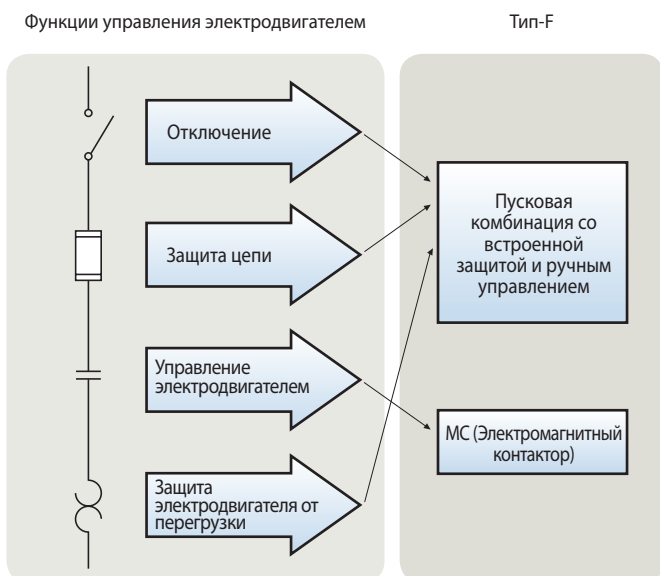 Функции управления электродвигателем
Тип-F
Отключение
Защита цепи
Управление
электродвигателем
Защита
электродвигателя от
перегрузки
Пусковая
комбинация со
встроенной
защитой и ручным
управлением
МС (Электромагнитный
контактор)